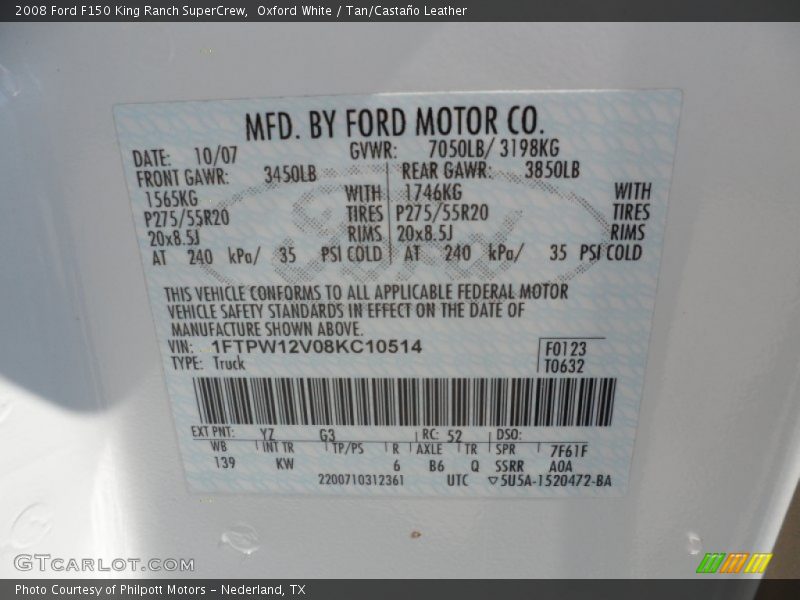 2008 Ford F150 King Ranch SuperCrew,  Oxford White / Tan/Castaño Leather
MFD. BY FORD MOTOR CO.
DATE: 10/07 GVWR: 7050LB/ 3198KG
FRONT GAWR: 3450LB REAR GAWR: 3850LB
1565KG WITH 1746KG WITH
P275/55R20 TIRES P275/55R20 TIRES
20x8.5J RIMS 20x8.5J RIMS
AT 240 kPa/ 35 PSI COLD AT 240 kPa/ 35 PSI COLD
Ford
THIS VEHICLE CONFORMS TO ALL APPLICABLE FEDERAL MOTOR
VEHICLE SAFETY STANDARDS IN EFFECT ON THE DATE OF
MANUFACTURE SHOWN ABOVE.
VIN: 1FTPW12V08KC10514 F0123
TYPE: Truck T0632
EXT PNT: YZ G3 RC: 52 DSO:
WB INT TR TP/PS R AXLE TR SPR 7F61F
139 KW 6 B6 Q SSRR AOA
2200710312361 UTC ▽5U5A-1520472-BA
GTCARLOT.COM
Photo Courtesy of Philpott Motors - Nederland, TX